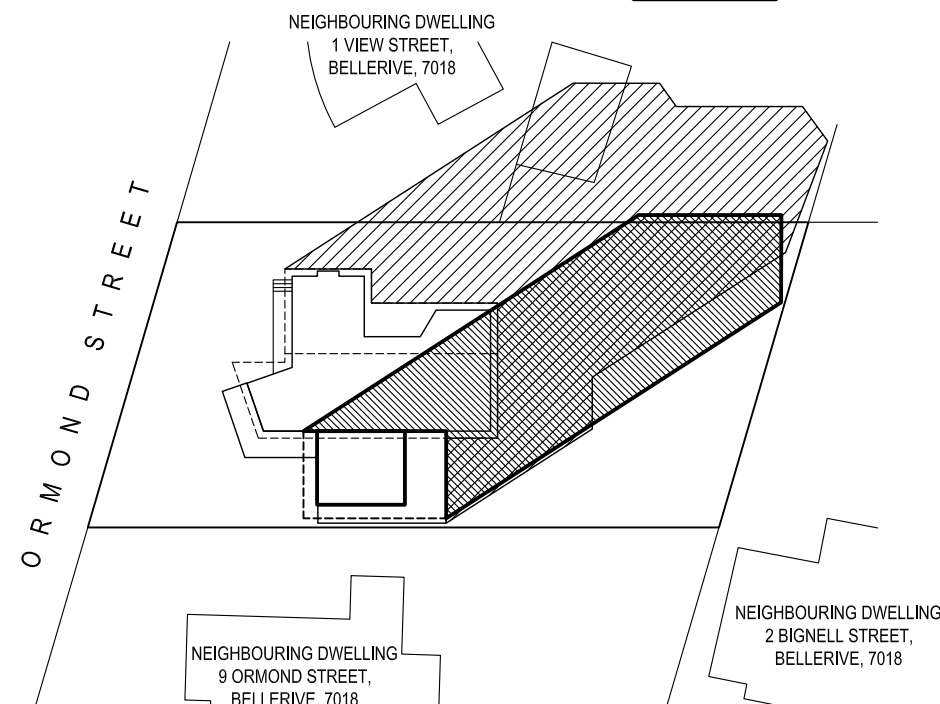 NEIGHBOURING DWELLING
1 VIEW STREET,
BELLERIVE, 7018
ORMOND STREET
NEIGHBOURING DWELLING
9 ORMOND STREET,
BELLERIVE, 7018
NEIGHBOURING DWELLING
2 BIGNELL STREET,
BELLERIVE, 7018